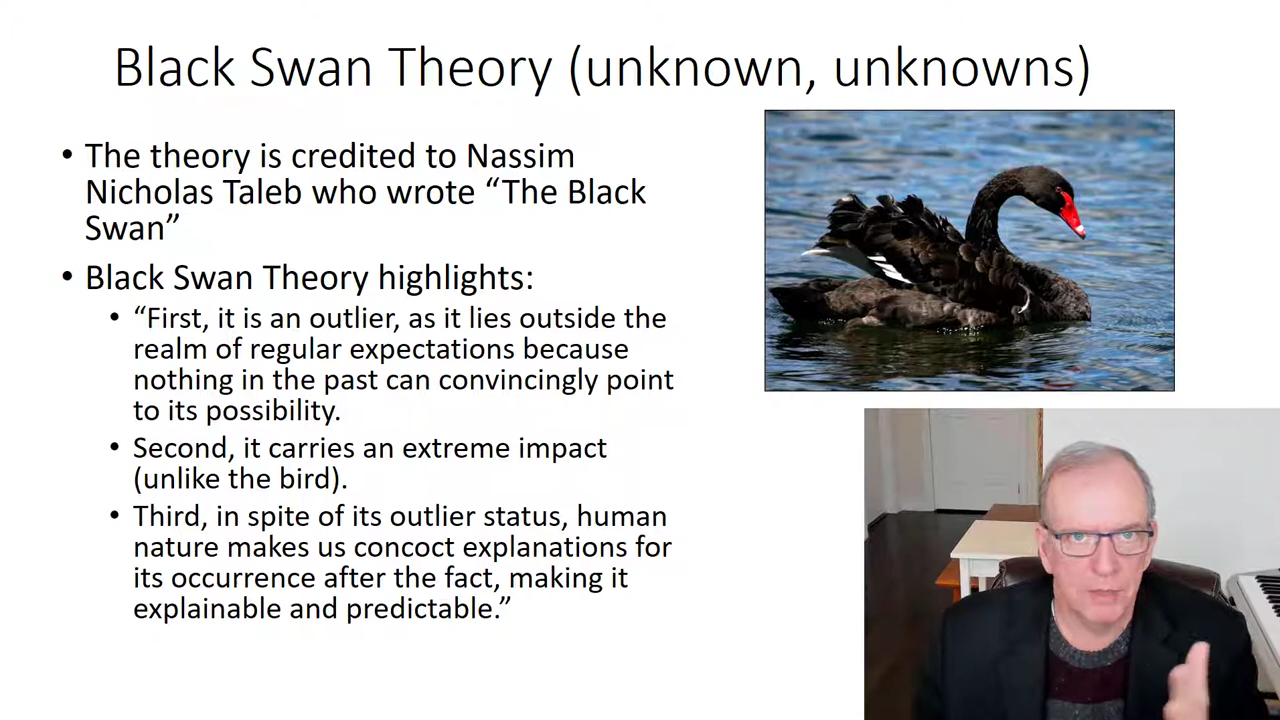 Black Swan Theory (unknown, unknowns)
• The theory is credited to Nassim
Nicholas Taleb who wrote “The Black
Swan”
• Black Swan Theory highlights:
• “First, it is an outlier, as it lies outside the
realm of regular expectations because
nothing in the past can convincingly point
to its possibility.
• Second, it carries an extreme impact
(unlike the bird).
• Third, in spite of its outlier status, human
nature makes us concoct explanations for
its occurrence after the fact, making it
explainable and predictable.”